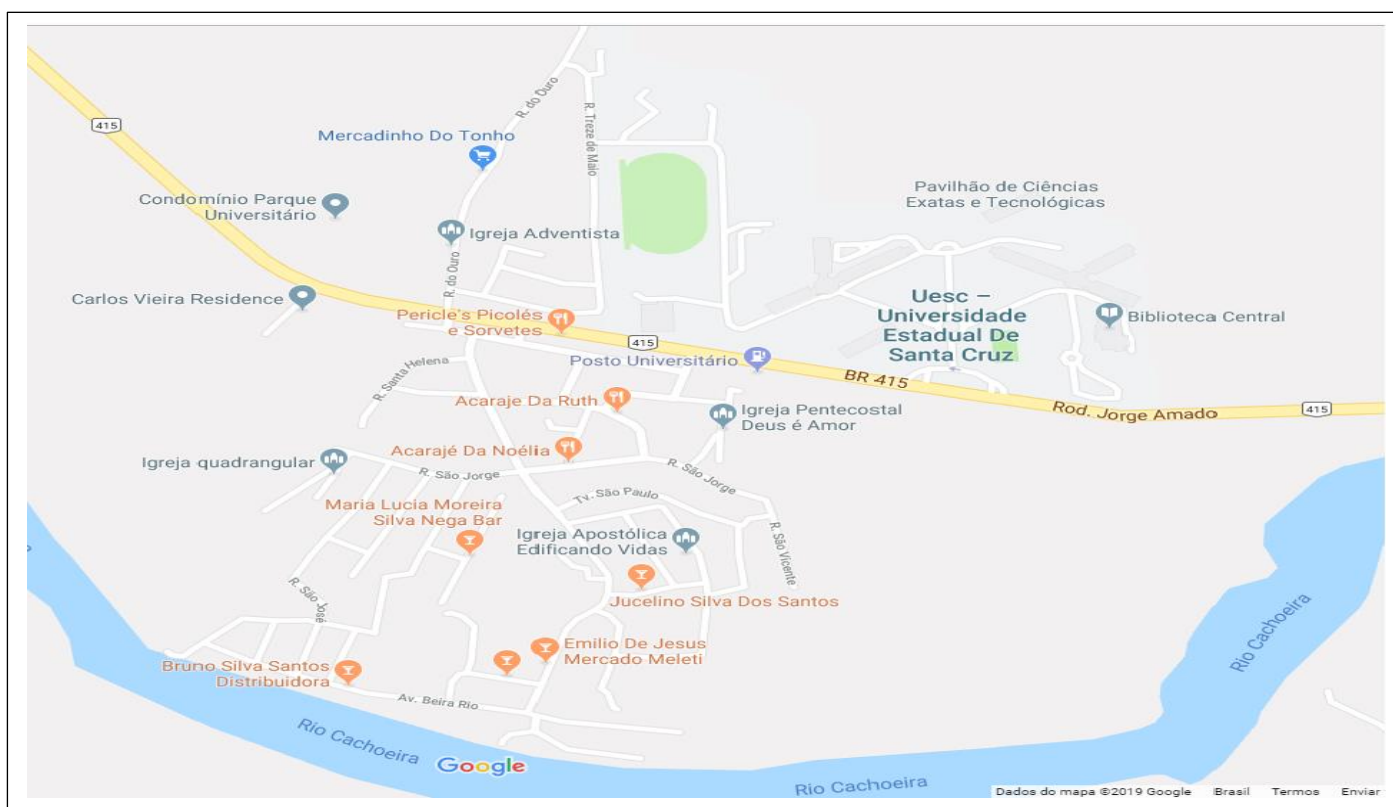 R. do Ouro
415
Mercadinho Do Tonho
R. Treze de Maio
Pavilhão de Ciências
Exatas e Tecnológicas
Condomínio Parque
Universitário
Igreja Adventista
R. do Ouro
Carlos Vieira Residence
Pericle's Picolés
e Sorvetes
Uesc –
Universidade
Estadual De
Santa Cruz
Biblioteca Central
415
Posto Universitário
BR 415
R. Santa Helena
Acaraje Da Ruth
Igreja Pentecostal
Deus é Amor
Rod. Jorge Amado
415
Acarajé Da Noélia
Igreja quadrangular
R. São Jorge
R. São Jorge
Maria Lucia Moreira
Silva Nega Bar
Tv. São Paulo
Igreja Apostólica
Edificando Vidas
R. São Vicente
R. São José
Jucelino Silva Dos Santos
Emilio De Jesus
Mercado Meleti
Bruno Silva Santos
Distribuidora
Av. Beira Rio
Rio Cachoeira
Rio Cachoeira
Google
Rio Cachoeira
Dados do mapa ©2019 Google Brasil Termos Enviar